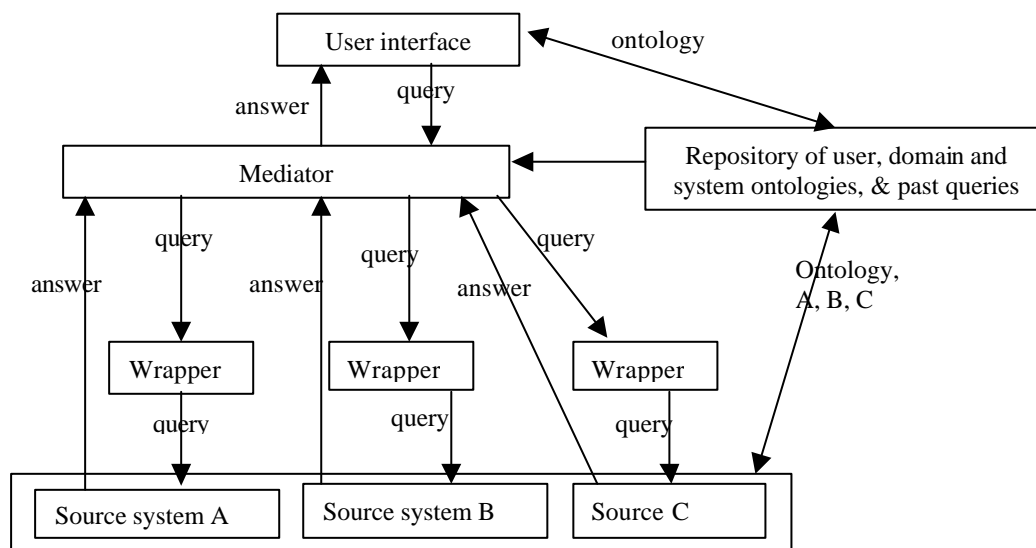 User interface
ontology
answer
query
Mediator
Repository of user, domain and
system ontologies, & past queries
query
query
query
answer
answer
answer
Ontology,
A, B, C
Wrapper
Wrapper
Wrapper
query
query
query
Source system A
Source system B
Source C